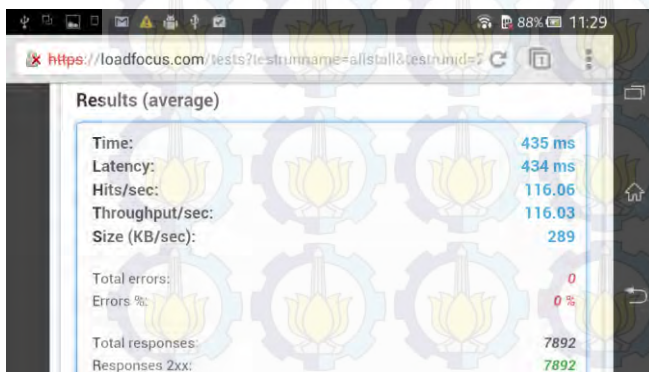 88% 11:29
https://loadfocus.com/tests?testrunname=allstall&testrunid=
Results (average)
Time: 435 ms
Latency: 434 ms
Hits/sec: 116.06
Throughput/sec: 116.03
Size (KB/sec): 289
Total errors: 0
Errors %: 0 %
Total responses: 7892
Responses 2xx: 7892